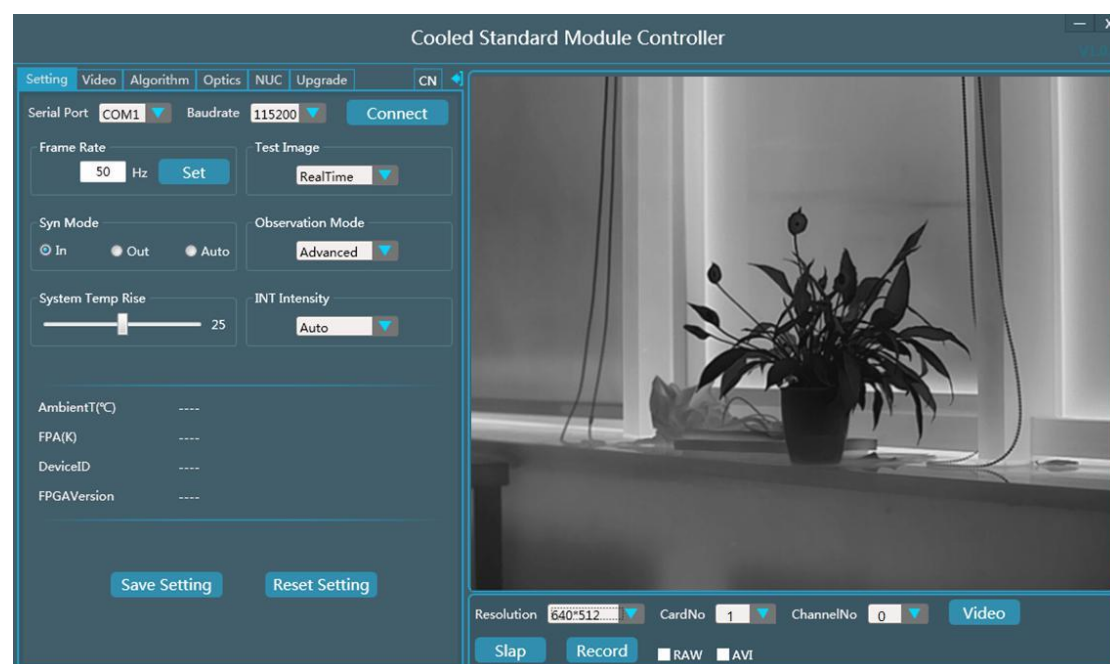 Cooled Standard Module Controller
Setting Video Algorithm Optics NUC Upgrade CN
Serial Port COM1 Baudrate 115200 Connect
Frame Rate Test Image
50 Hz Set RealTime
Syn Mode Observation Mode
In Out Auto Advanced
System Temp Rise INT Intensity
25 Auto
AmbientT(℃) ----
FPA(K) ----
DeviceID ----
FPGAVersion ----
Save Setting Reset Setting
Resolution 640*512...... CardNo 1 ChannelNo 0 Video
Slap Record RAW AVI